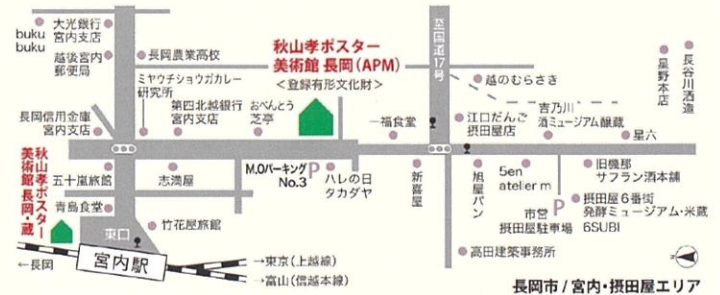 buku
buku
大光銀行
宮内支店
越後宮内
郵便局
長岡農業高校
ミヤウチショウガカレー
研究所
秋山孝ポスター
美術館 長岡(APM)
<登録有形文化財>
至国道17号
越のむらさき
星野本店
長谷川酒造
長岡信用金庫
宮内支店
第四北越銀行
宮内支店
おべんとう
芝亭
一福食堂
江口だんご
摂田屋店
吉乃川
酒ミュージアム醸蔵
星六
秋山孝ポスター
美術館 長岡・蔵
五十嵐旅館
志満屋
M.Oパーキング
No.3
P
ハレの日
タカダヤ
新喜屋
旭屋パン
5en
atelier m
旧機那
サフラン酒本舗
青島食堂
竹花屋旅館
市営
摂田屋駐車場
P
摂田屋6番街
発酵ミュージアム・米蔵
6SUBI
東口
宮内駅
←長岡
→東京(上越線)
→富山(信越本線)
高田建築事務所
長岡市 / 宮内・摂田屋エリア